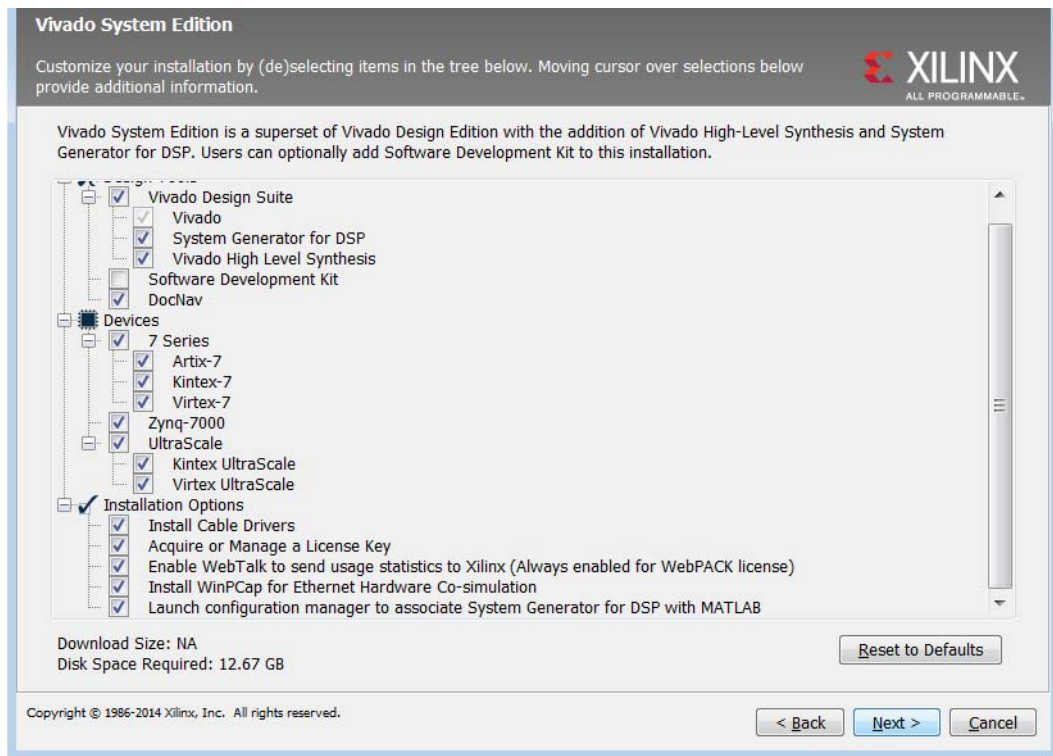 Vivado System Edition
Customize your installation by (de)selecting items in the tree below. Moving cursor over selections below
provide additional information.
XILINX
ALL PROGRAMMABLE™
Vivado System Edition is a superset of Vivado Design Edition with the addition of Vivado High-Level Synthesis and System
Generator for DSP. Users can optionally add Software Development Kit to this installation.
Vivado Design Suite
Vivado
System Generator for DSP
Vivado High Level Synthesis
Software Development Kit
DocNav
Devices
7 Series
Artix-7
Kintex-7
Virtex-7
Zynq-7000
UltraScale
Kintex UltraScale
Virtex UltraScale
Installation Options
Install Cable Drivers
Acquire or Manage a License Key
Enable WebTalk to send usage statistics to Xilinx (Always enabled for WebPACK license)
Install WinPCap for Ethernet Hardware Co-simulation
Launch configuration manager to associate System Generator for DSP with MATLAB
Download Size: NA
Disk Space Required: 12.67 GB
Reset to Defaults
Copyright © 1986-2014 Xilinx, Inc. All rights reserved.
< Back
Next >
Cancel